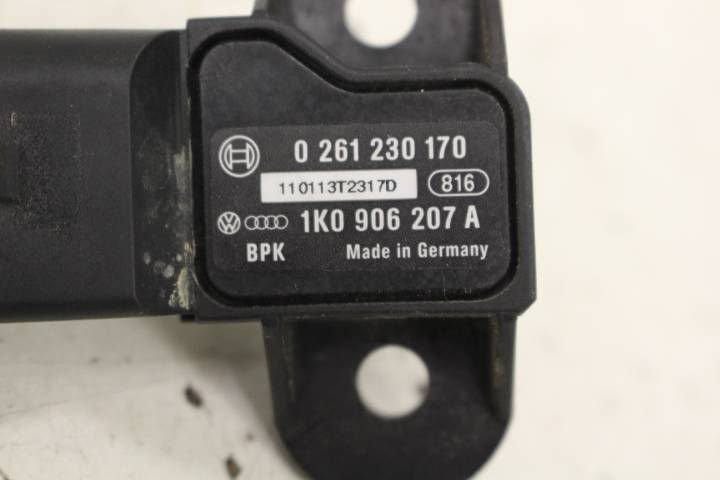 0 261 230 170
110113T2317D 816
1K0 906 207 A
BPK Made in Germany